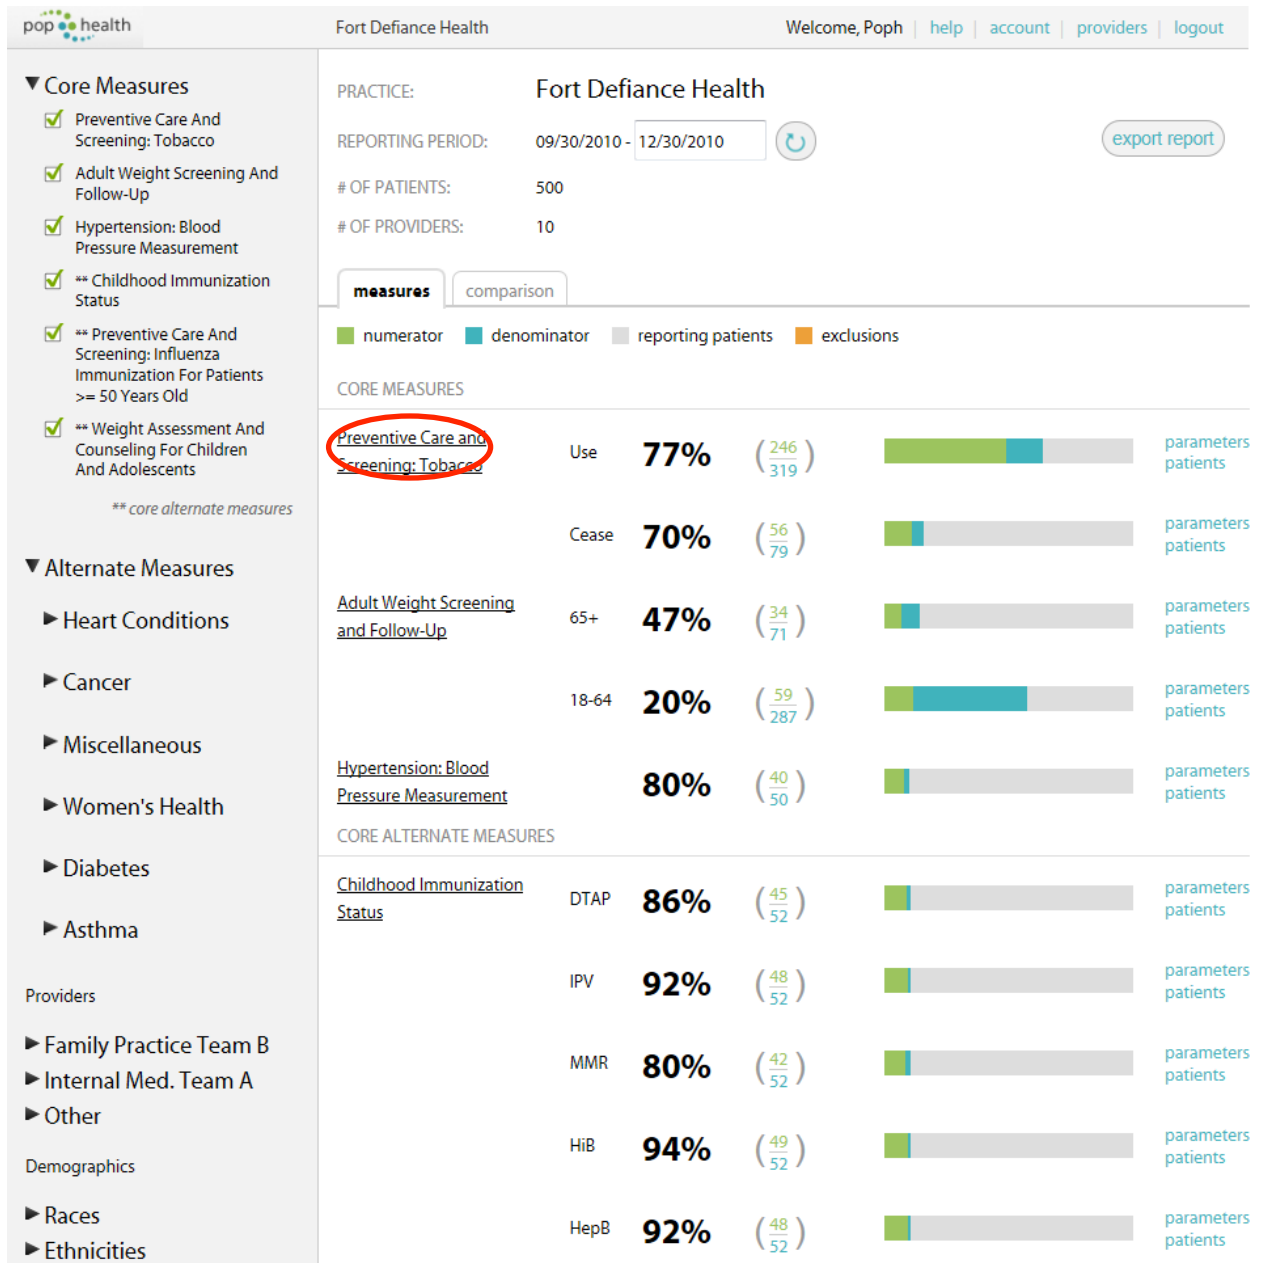 pop health
Fort Defiance Health
Welcome, Poph | help | account | providers | logout
Core Measures
Preventive Care And
Screening: Tobacco
Adult Weight Screening And
Follow-Up
Hypertension: Blood
Pressure Measurement
** Childhood Immunization
Status
** Preventive Care And
Screening: Influenza
Immunization For Patients
>= 50 Years Old
** Weight Assessment And
Counseling For Children
And Adolescents
** core alternate measures
Alternate Measures
Heart Conditions
Cancer
Miscellaneous
Women's Health
Diabetes
Asthma
Providers
Family Practice Team B
Internal Med. Team A
Other
Demographics
Races
Ethnicities
PRACTICE: Fort Defiance Health
REPORTING PERIOD: 09/30/2010 - 12/30/2010
export report
# OF PATIENTS: 500
# OF PROVIDERS: 10
measures comparison
numerator denominator reporting patients exclusions
CORE MEASURES
Preventive Care and
Screening: Tobacco
Use 77% (246/319)
parameters
patients
Cease 70% (56/79)
parameters
patients
Adult Weight Screening
and Follow-Up
65+ 47% (34/71)
parameters
patients
18-64 20% (59/287)
parameters
patients
Hypertension: Blood
Pressure Measurement
80% (40/50)
parameters
patients
CORE ALTERNATE MEASURES
Childhood Immunization
Status
DTAP 86% (45/52)
parameters
patients
IPV 92% (48/52)
parameters
patients
MMR 80% (42/52)
parameters
patients
HiB 94% (49/52)
parameters
patients
HepB 92% (48/52)
parameters
patients